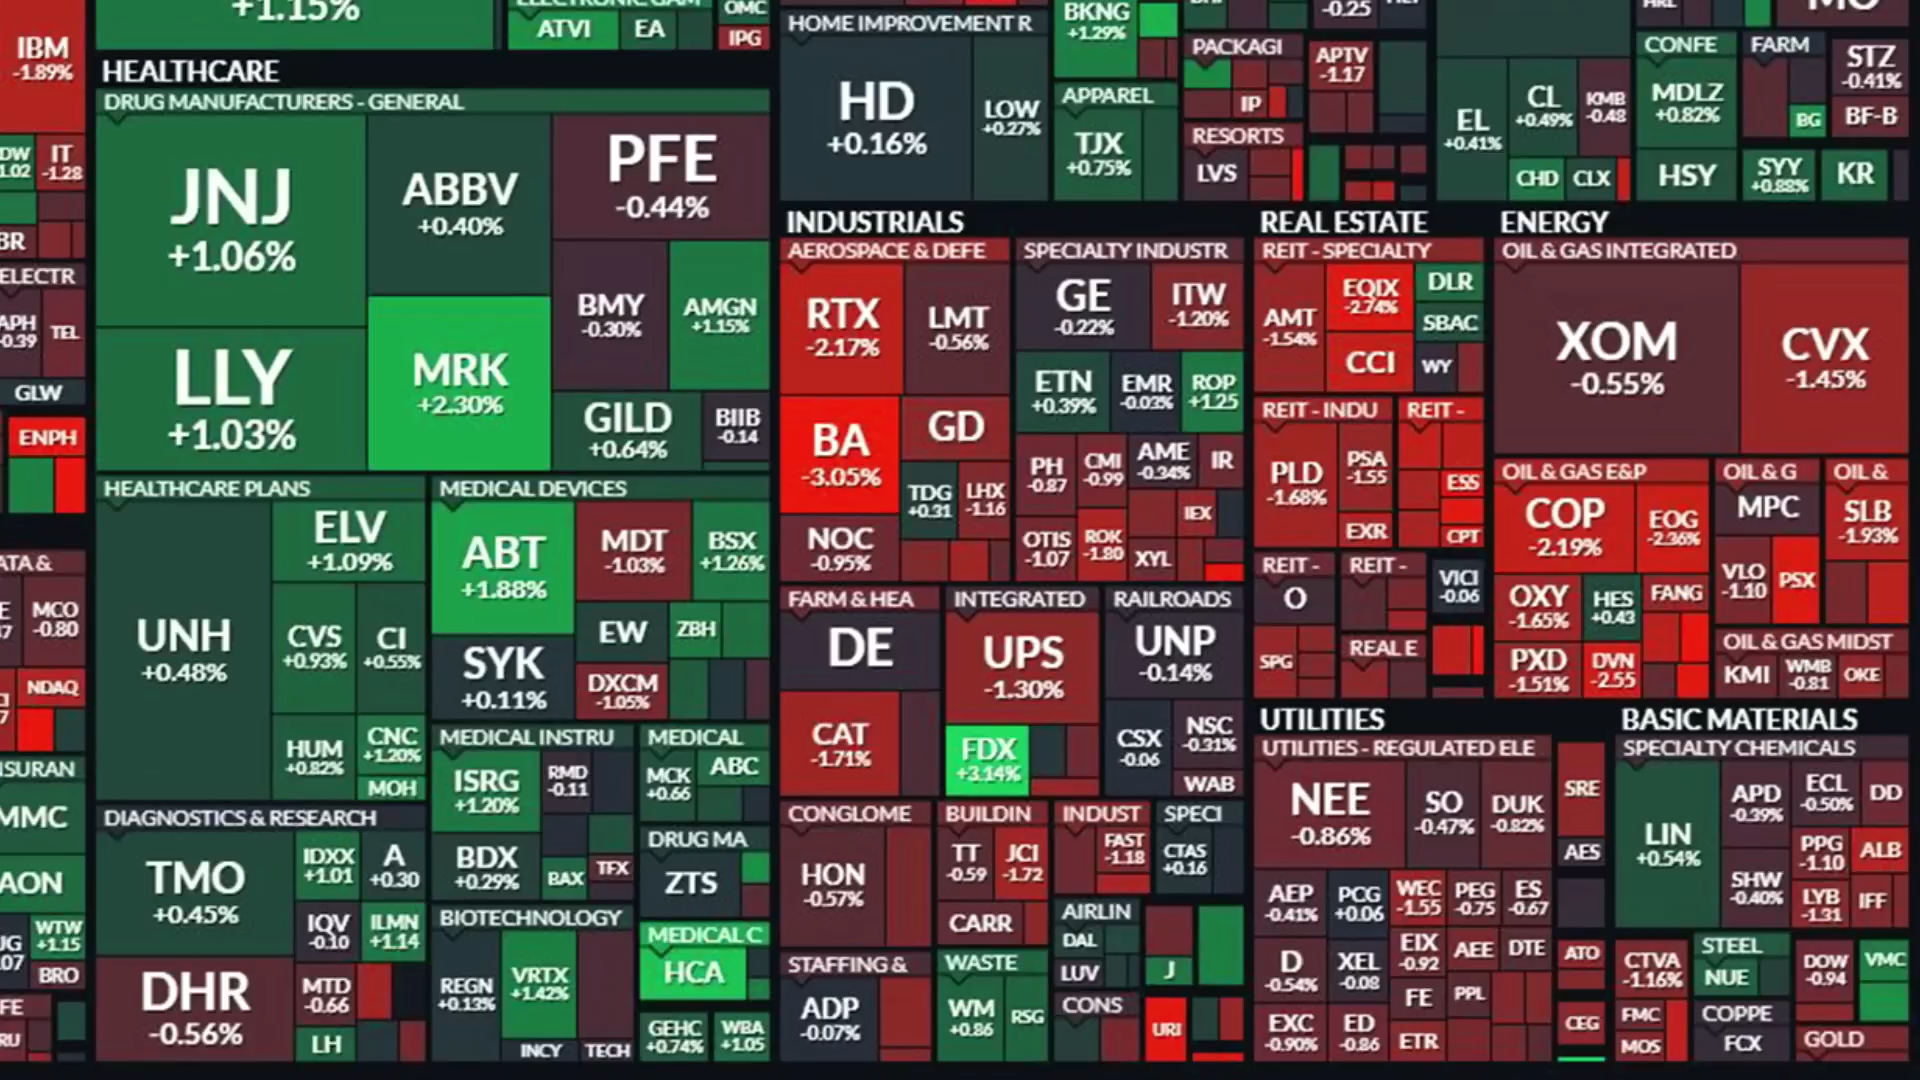 +1.15%
ELECTRONIC GAM
ATVI
EA
OMC
IPG
IBM
-1.89%
DW
1.02
IT
-1.28
BR
ELECTR
APH
-0.39
TEL
GLW
ENPH
ATA &
MCO
-0.80
NDAQ
NSURAN
MMC
AON
WTW
+1.15
BRO
HEALTHCARE
DRUG MANUFACTURERS - GENERAL
JNJ
+1.06%
ABBV
+0.40%
PFE
-0.44%
LLY
+1.03%
MRK
+2.30%
BMY
-0.30%
AMGN
+1.15%
GILD
+0.64%
BIIB
-0.14
HEALTHCARE PLANS
UNH
+0.48%
ELV
+1.09%
CVS
+0.93%
CI
+0.55%
HUM
+0.82%
CNC
+1.20%
MOH
MEDICAL DEVICES
ABT
+1.88%
MDT
-1.03%
BSX
+1.26%
SYK
+0.11%
EW
ZBH
DXCM
-1.05%
DIAGNOSTICS & RESEARCH
TMO
+0.45%
IDXX
+1.01
A
+0.30
IQV
-0.10
ILMN
+1.14
DHR
-0.56%
MTD
-0.66
LH
MEDICAL INSTRU
ISRG
+1.20%
RMD
-0.11
BDX
+0.29%
BAX
TFX
MEDICAL
MCK
+0.66
ABC
DRUG MA
ZTS
BIOTECHNOLOGY
REGN
+0.13%
VRTX
+1.42%
INCY
TECH
MEDICAL C
HCA
GEHC
+0.74%
WBA
+1.05
HOME IMPROVEMENT R
HD
+0.16%
LOW
+0.27%
BKNG
+1.29%
APPAREL
TJX
+0.75%
PACKAGI
IP
RESORTS
LVS
-0.25
APTV
-1.17
EL
+0.41%
CL
+0.49%
KMB
-0.48
CHD
CLX
CONFE
MDLZ
+0.82%
HSY
FARM
BG
SYY
+0.88%
STZ
-0.41%
BF-B
KR
INDUSTRIALS
AEROSPACE & DEFE
RTX
-2.17%
LMT
-0.56%
BA
-3.05%
GD
TDG
+0.31
LHX
-1.16
NOC
-0.95%
SPECIALTY INDUSTR
GE
-0.22%
ITW
-1.20%
ETN
+0.39%
EMR
-0.03%
ROP
+1.25
PH
-0.87
CMI
-0.99
AME
-0.34%
IR
IEX
OTIS
-1.07
ROK
-1.80
XYL
FARM & HEA
DE
CAT
-1.71%
INTEGRATED
UPS
-1.30%
FDX
+3.14%
RAILROADS
UNP
-0.14%
CSX
-0.06
NSC
-0.31%
WAB
CONGLOME
HON
-0.57%
BUILDIN
TT
-0.59
JCI
-1.72
CARR
INDUST
FAST
-1.18
SPECI
CTAS
+0.16
AIRLIN
DAL
LUV
J
STAFFING &
ADP
-0.07%
WASTE
WM
+0.86
RSG
CONS
URI
REAL ESTATE
REIT - SPECIALTY
AMT
-1.54%
EQIX
-2.74%
DLR
SBAC
CCI
WY
REIT - INDU
PLD
-1.68%
PSA
-1.55
EXR
REIT -
ESS
CPT
REIT -
O
REIT -
VICI
-0.06
SPG
REAL E
ENERGY
OIL & GAS INTEGRATED
XOM
-0.55%
CVX
-1.45%
OIL & GAS E&P
COP
-2.19%
EOG
-2.36%
OXY
-1.65%
HES
+0.43
FANG
PXD
-1.51%
DVN
-2.55
OIL & G
MPC
VLO
-1.10
PSX
OIL &
SLB
-1.93%
OIL & GAS MIDST
KMI
WMB
-0.81
OKE
UTILITIES
UTILITIES - REGULATED ELE
NEE
-0.86%
SO
-0.47%
DUK
-0.82%
AEP
-0.41%
PCG
+0.06
WEC
-1.55
PEG
-0.75
ES
-0.67
D
-0.54%
XEL
-0.08
EIX
-0.92
AEE
DTE
FE
PPL
EXC
-0.90%
ED
-0.86
ETR
SRE
AES
ATO
CEG
BASIC MATERIALS
SPECIALTY CHEMICALS
LIN
+0.54%
APD
-0.39%
ECL
-0.50%
DD
SHW
-0.40%
PPG
-1.10
ALB
LYB
-1.31
IFF
CTVA
-1.16%
FMC
MOS
STEEL
NUE
COPPE
FCX
DOW
-0.94
VMC
GOLD